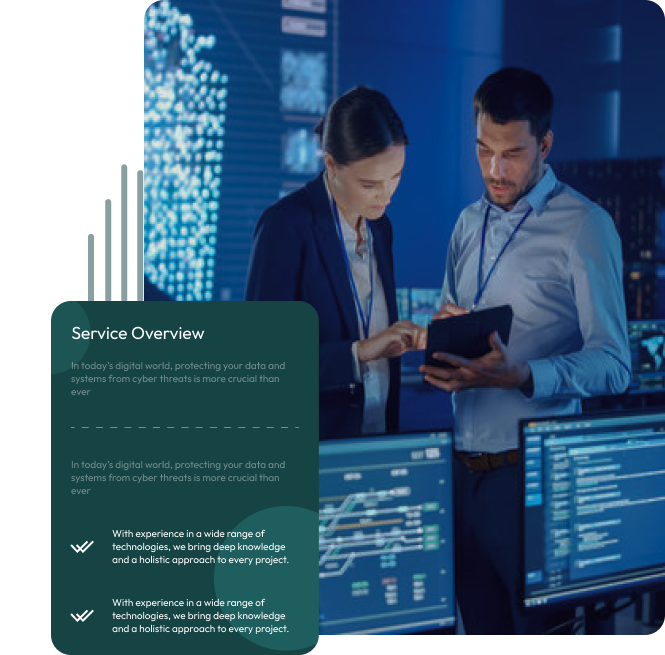 Service Overview
In today's digital world, protecting your data and
systems from cyber threats is more crucial than
ever
In today's digital world, protecting your data and
systems from cyber threats is more crucial than
ever
With experience in a wide range of
technologies, we bring deep knowledge
and a holistic approach to every project.
With experience in a wide range of
technologies, we bring deep knowledge
and a holistic approach to every project.